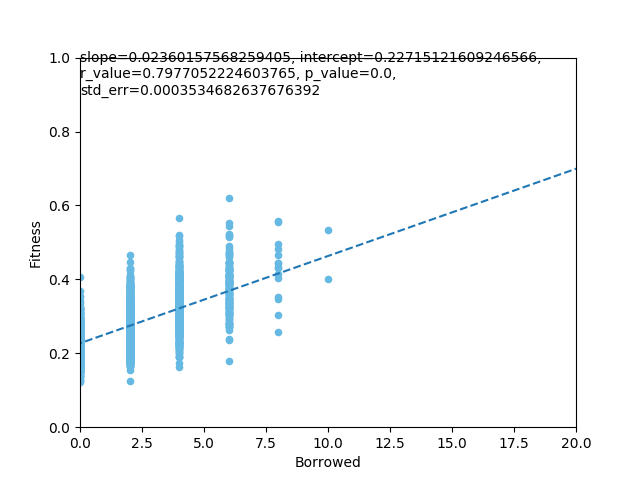 slope=0.02360157568259405, intercept=0.22715121609246566,
r_value=0.7977052224603765, p_value=0.0,
std_err=0.0003534682637676392
1.0
0.8
0.6
0.4
0.2
0.0
Fitness
0.0 2.5 5.0 7.5 10.0 12.5 15.0 17.5 20.0
Borrowed